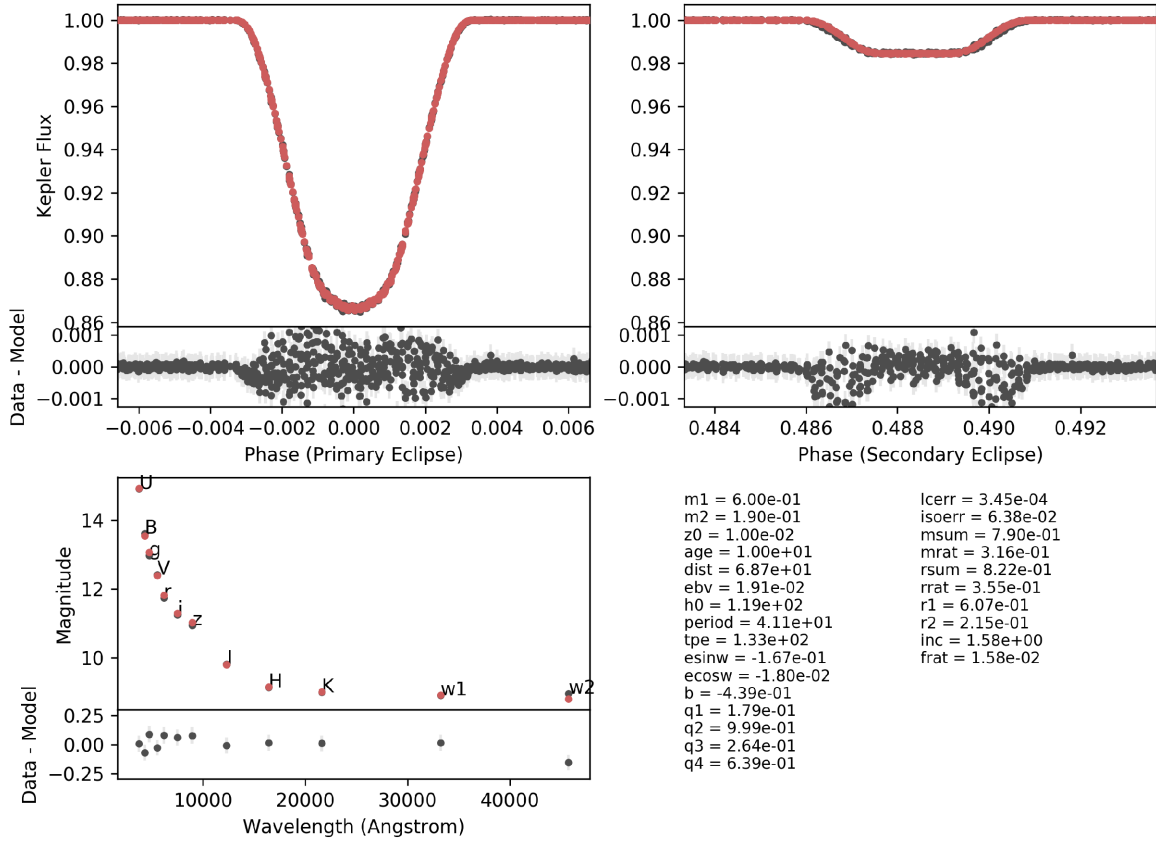 1.00
0.98
0.96
0.94
0.92
0.90
0.88
0.86
Kepler Flux
0.001
0.000
−0.001
Data - Model
−0.006 −0.004 −0.002 0.000 0.002 0.004 0.006
Phase (Primary Eclipse)
1.00
0.98
0.96
0.94
0.92
0.90
0.88
0.86
0.001
0.000
−0.001
0.484 0.486 0.488 0.490 0.492
Phase (Secondary Eclipse)
14
12
10
Magnitude
U
B
g
V
r
i
z
J
H
K
w1
w2
0.25
0.00
−0.25
Data - Model
10000 20000 30000 40000
Wavelength (Angstrom)
m1 = 6.00e-01
m2 = 1.90e-01
z0 = 1.00e-02
age = 1.00e+01
dist = 6.87e+01
ebv = 1.91e-02
h0 = 1.19e+02
period = 4.11e+01
tpe = 1.33e+02
esinw = -1.67e-01
ecosw = -1.80e-02
b = -4.39e-01
q1 = 1.79e-01
q2 = 9.99e-01
q3 = 2.64e-01
q4 = 6.39e-01
lcerr = 3.45e-04
isoerr = 6.38e-02
msum = 7.90e-01
mrat = 3.16e-01
rsum = 8.22e-01
rrat = 3.55e-01
r1 = 6.07e-01
r2 = 2.15e-01
inc = 1.58e+00
frat = 1.58e-02